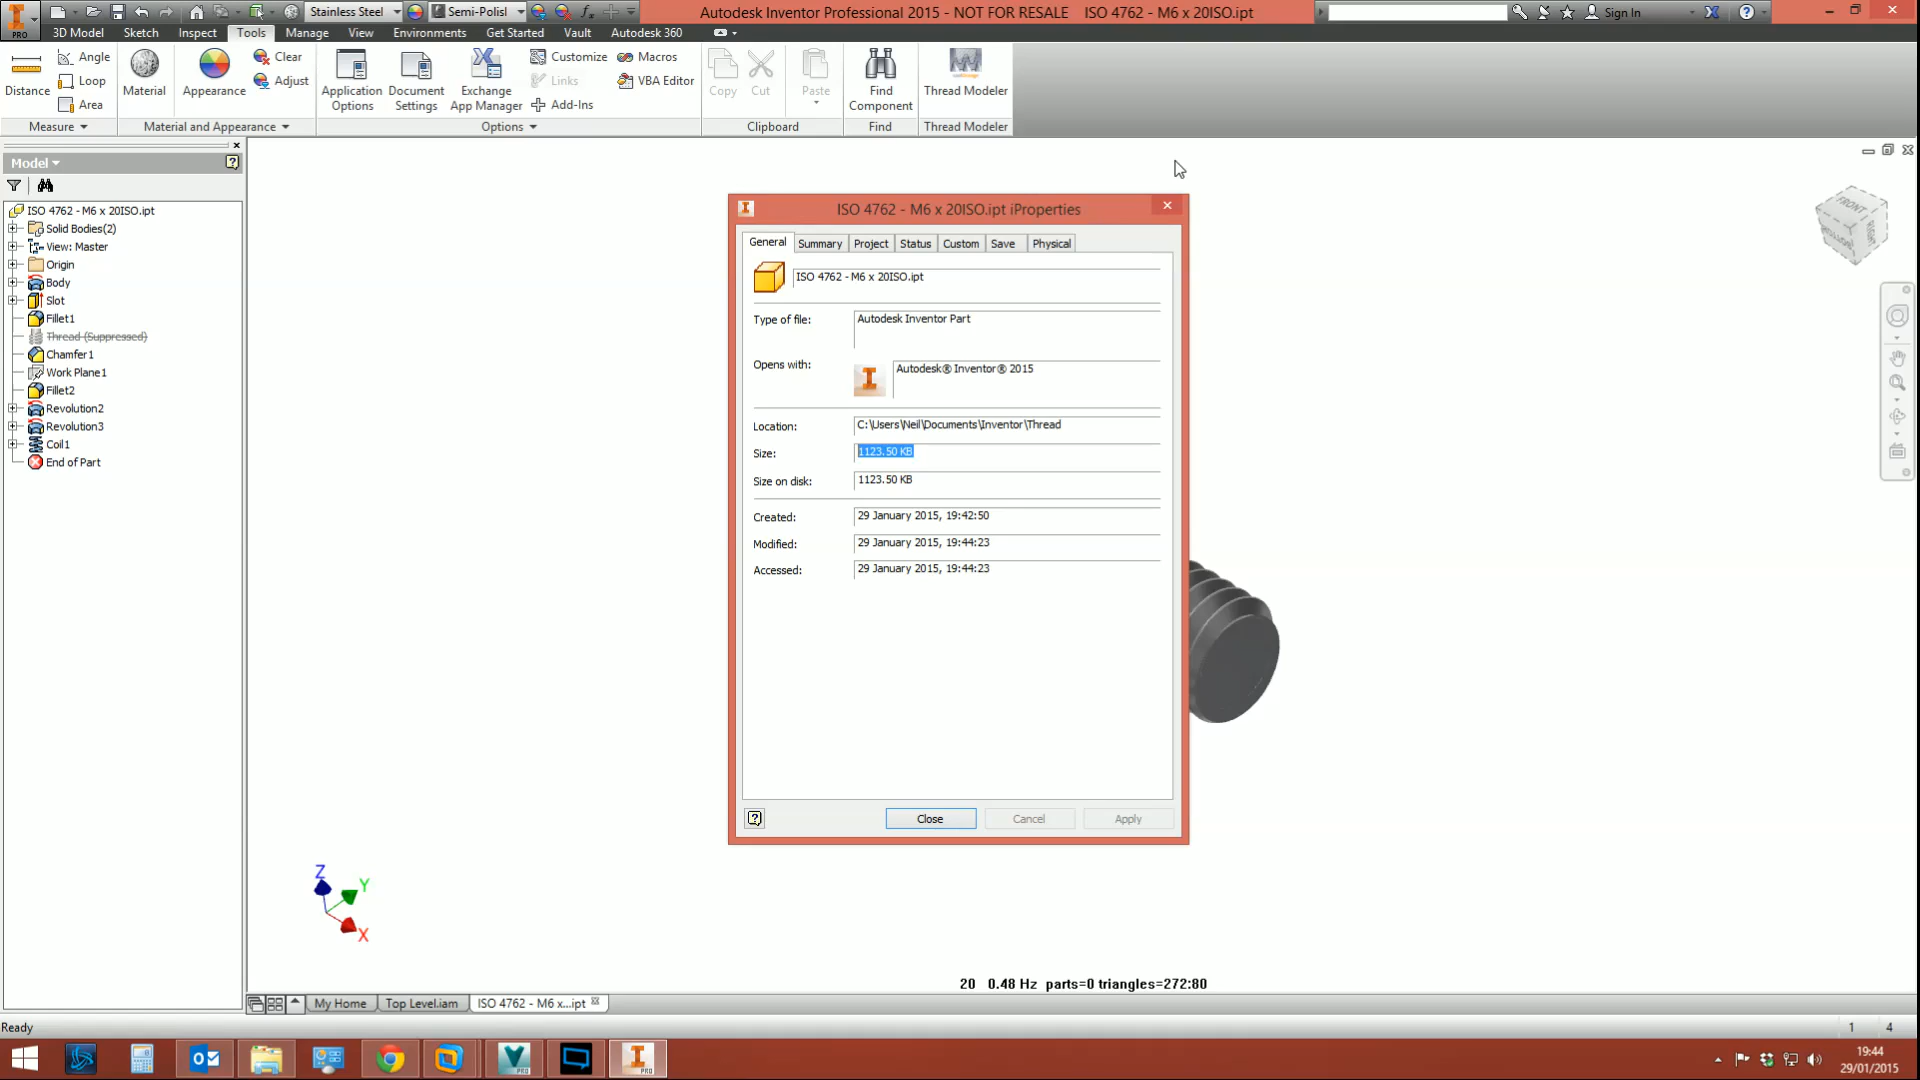 Stainless Steel
Semi-Polisl
Autodesk Inventor Professional 2015 - NOT FOR RESALE ISO 4762 - M6 x 20ISO.ipt
Sign In
PRO
3D Model
Sketch
Inspect
Tools
Manage
View
Environments
Get Started
Vault
Autodesk 360
Distance
Angle
Loop
Area
Material
Appearance
Clear
Adjust
Application Options
Document Settings
Exchange App Manager
Customize
Links
Add-Ins
Macros
VBA Editor
Copy
Cut
Paste
Find Component
Thread Modeler
Measure
Material and Appearance
Options
Clipboard
Find
Thread Modeler
Model
ISO 4762 - M6 x 20ISO.ipt
Solid Bodies(2)
View: Master
Origin
Body
Slot
Fillet1
Thread (Suppressed)
Chamfer1
Work Plane1
Fillet2
Revolution2
Revolution3
Coil1
End of Part
ISO 4762 - M6 x 20ISO.ipt iProperties
General
Summary
Project
Status
Custom
Save
Physical
ISO 4762 - M6 x 20ISO.ipt
Type of file: Autodesk Inventor Part
Opens with: Autodesk® Inventor® 2015
Location: C:\Users\Neil\Documents\Inventor\Thread
Size: 1123.50 KB
Size on disk: 1123.50 KB
Created: 29 January 2015, 19:42:50
Modified: 29 January 2015, 19:44:23
Accessed: 29 January 2015, 19:44:23
Close
Cancel
Apply
FRONT
Z
Y
X
20 0.48 Hz parts=0 triangles=272:80
My Home
Top Level.iam
ISO 4762 - M6 x...ipt
Ready
1 4
19:44
29/01/2015